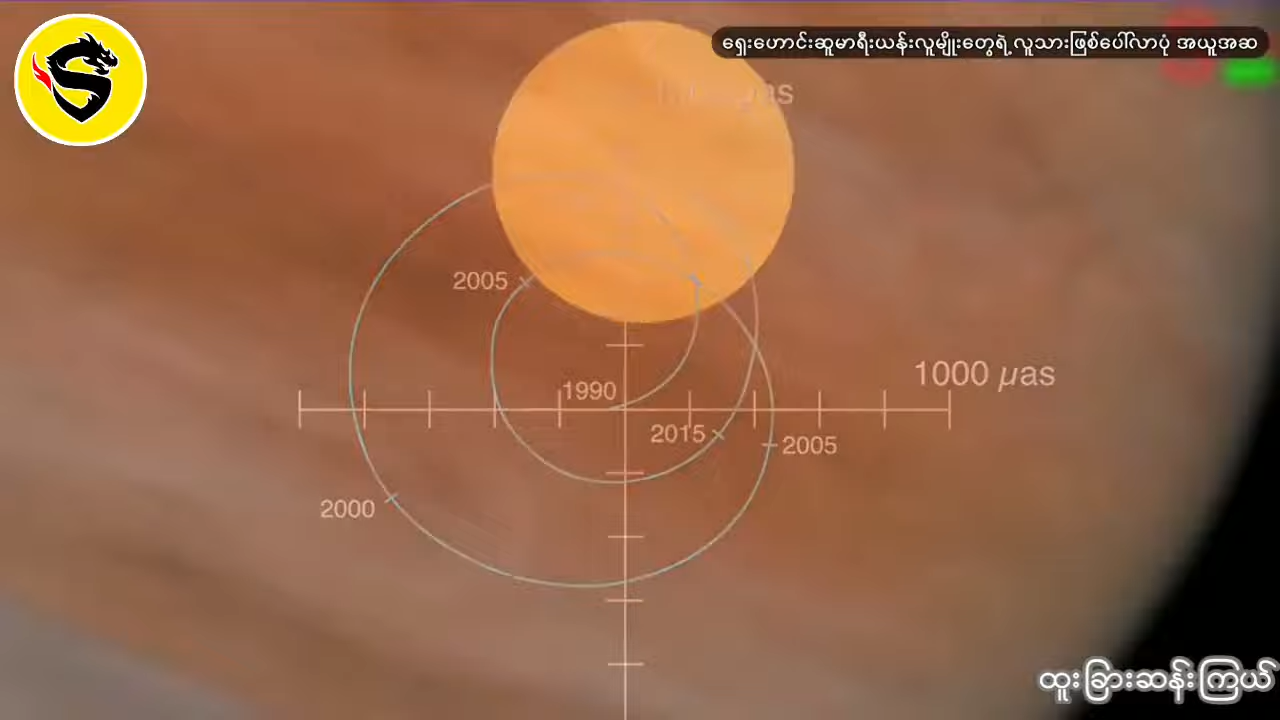 ရှေးဟောင်းဆူမာရီးယန်းလူမျိုးတွေရဲ့လူသားဖြစ်ပေါ်လာပုံ အယူအဆ
2005
1000 μas
1990
2015
2005
2000
ထူးခြားဆန်းကြယ်